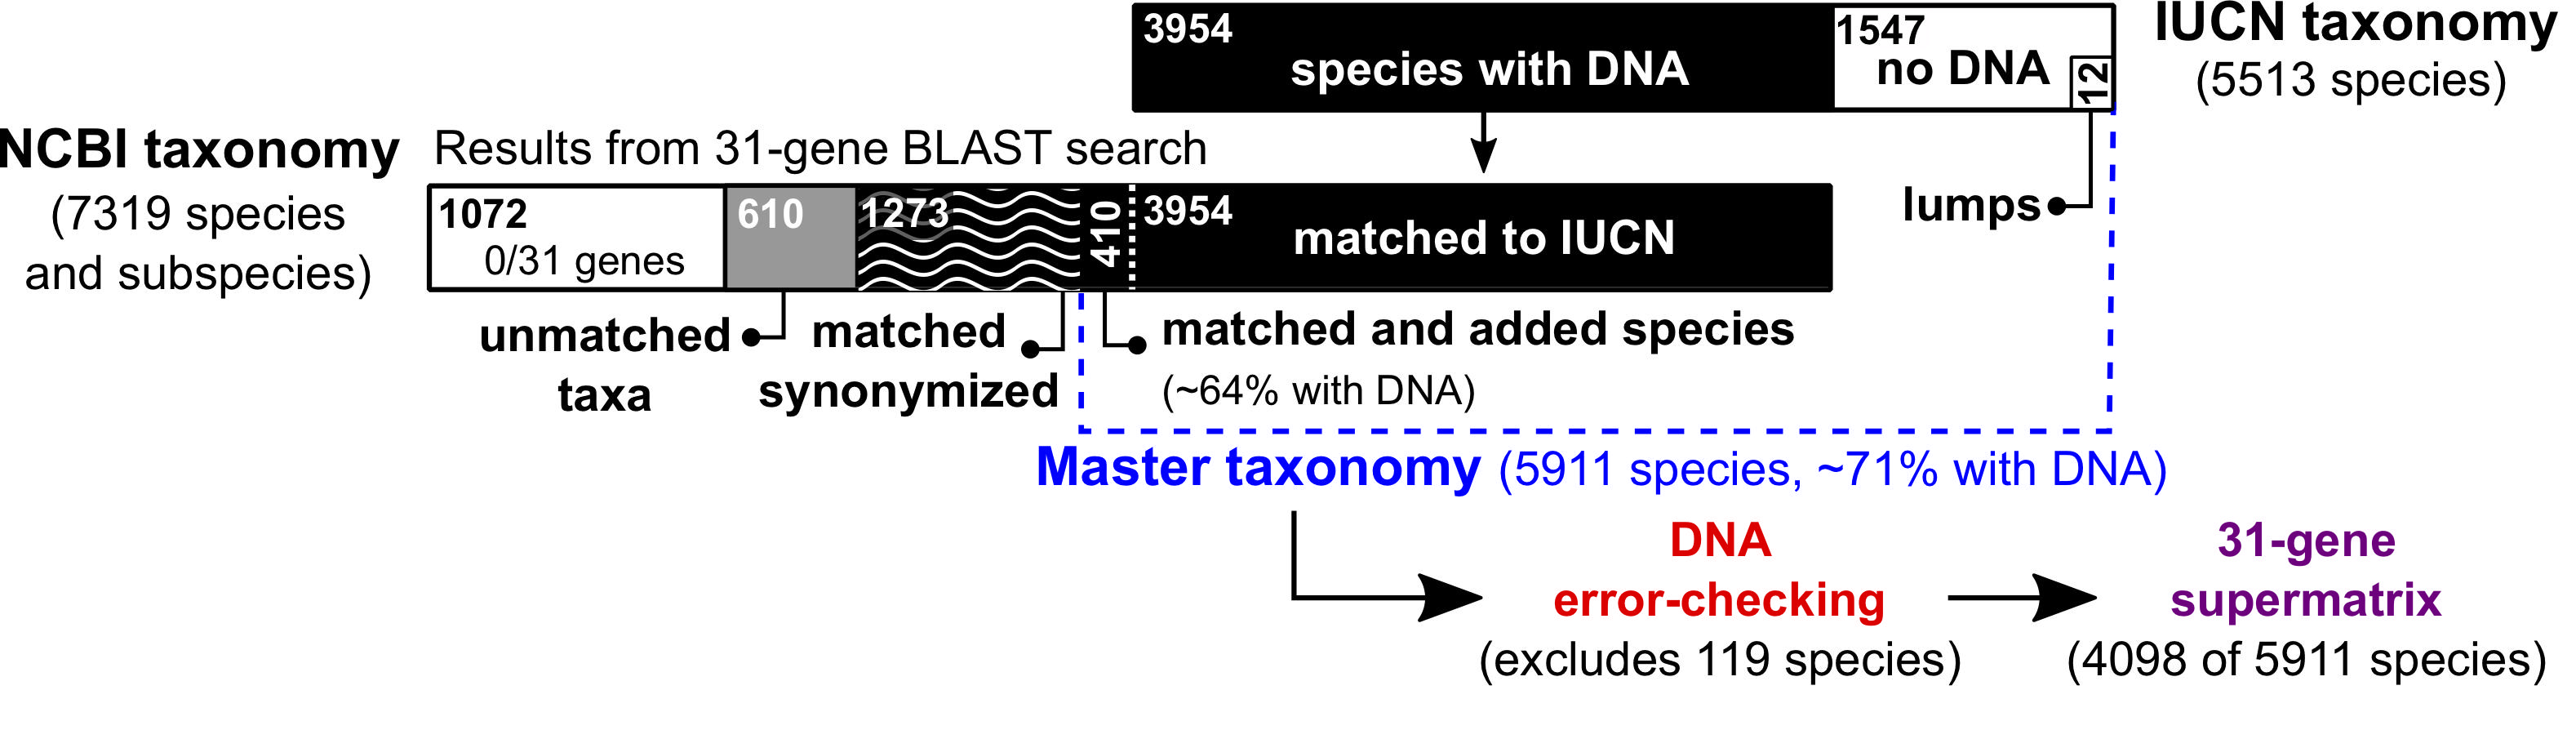 3954
species with DNA
1547
no DNA
12
IUCN taxonomy
(5513 species)
NCBI taxonomy
(7319 species
and subspecies)
Results from 31-gene BLAST search
1072
0/31 genes
610
1273
410
3954
matched to IUCN
lumps
unmatched
taxa
matched
synonymized
matched and added species
(~64% with DNA)
Master taxonomy (5911 species, ~71% with DNA)
DNA
error-checking
(excludes 119 species)
31-gene
supermatrix
(4098 of 5911 species)